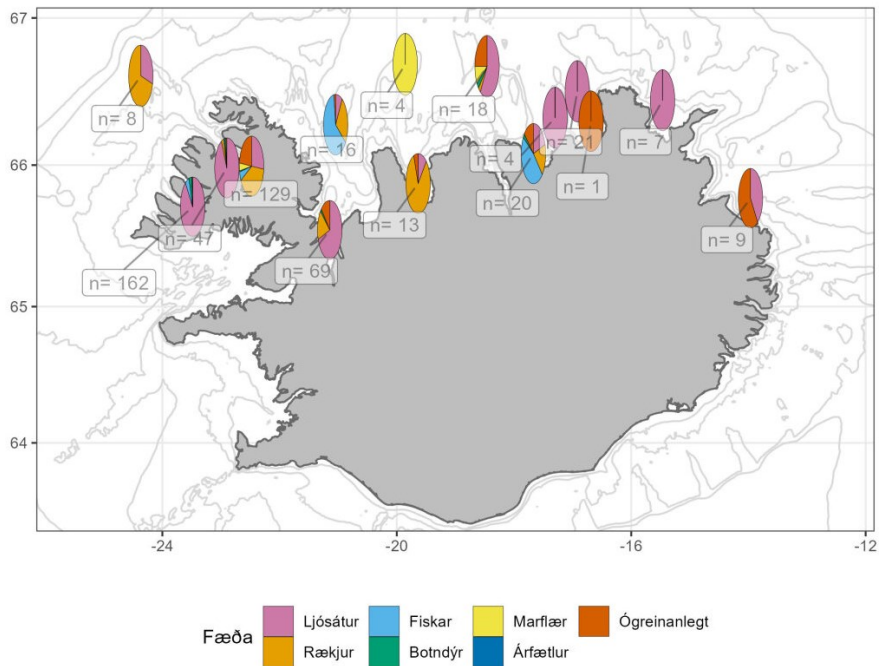 67
66
65
64
n= 8
n= 4
n= 18
n= 16
n= 129
n= 47
n= 162
n= 69
n= 13
n= 4
n= 21
n= 20
n= 1
n= 7
n= 9
-24
-20
-16
-12
Fæða
Ljósátur
Fiskar
Marflær
Ógreinanlegt
Rækjur
Botndýr
Árfætlur